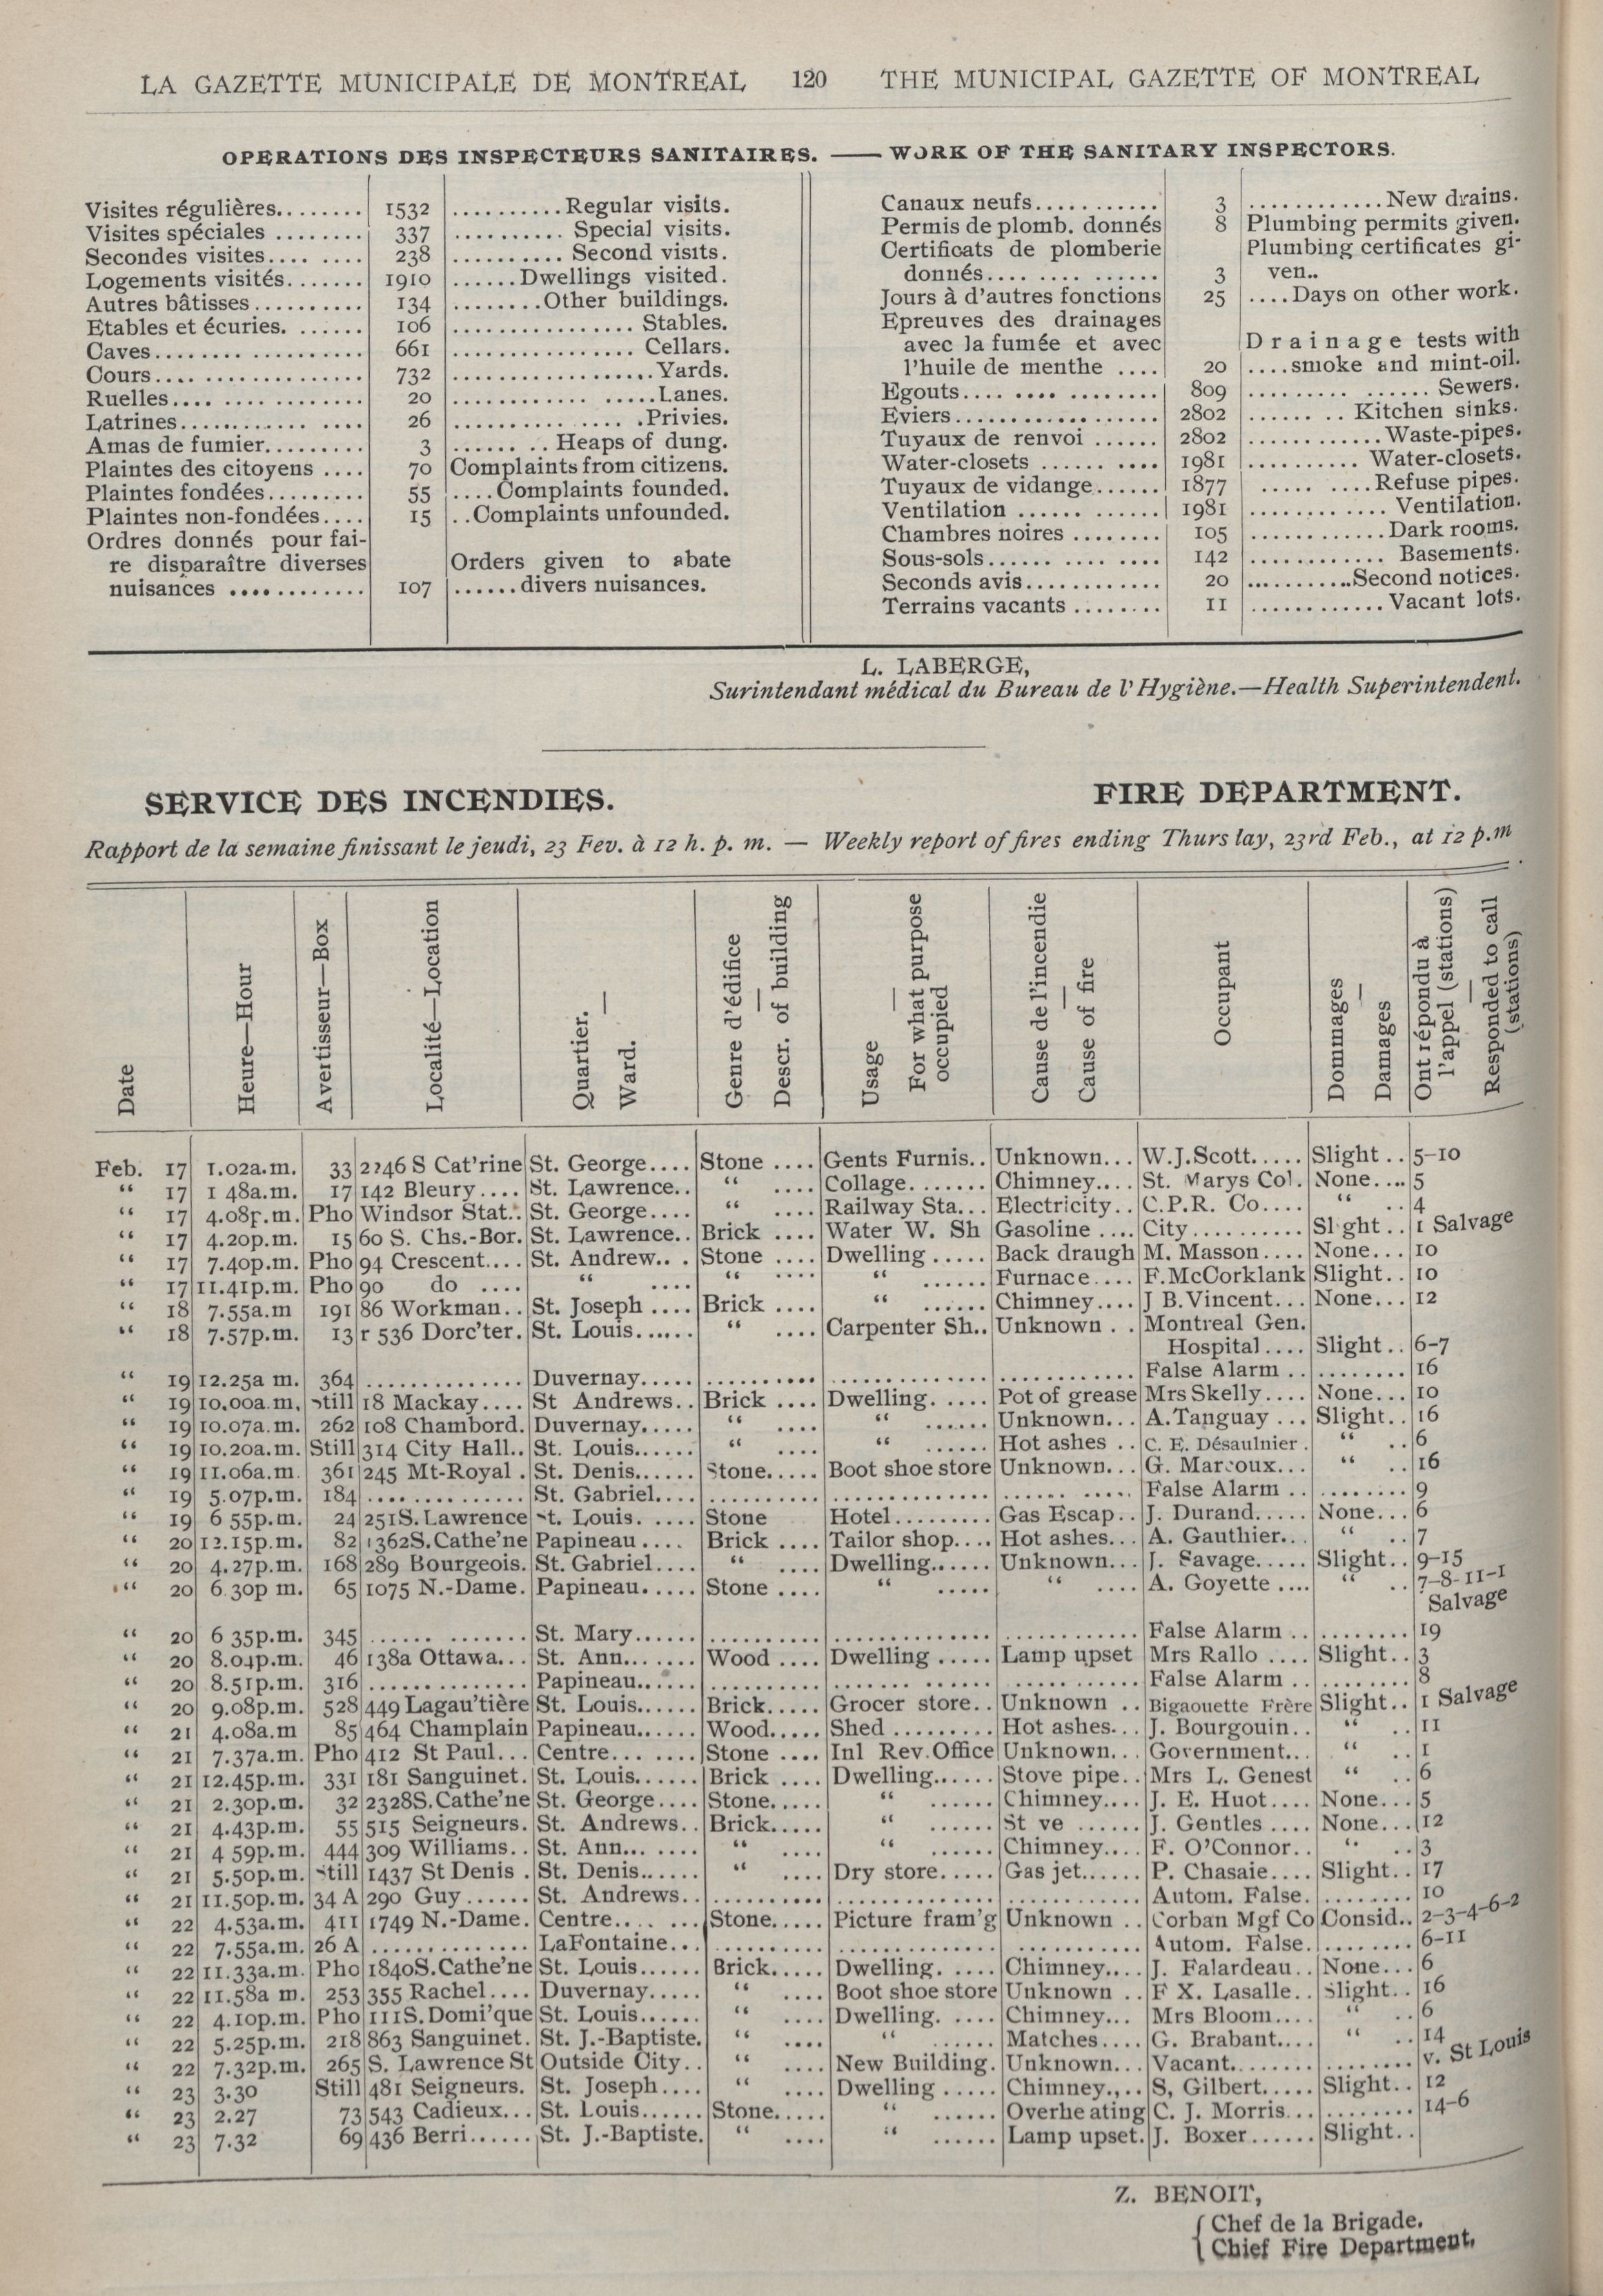 LA GAZETTE MUNICIPALE DE MONTREAL 120 THE MUNICIPAL GAZETTE OF MONTREAL
OPERATIONS DES INSPECTEURS SANITAIRES. —— WORK OF THE SANITARY INSPECTORS.
Visites régulières........ 1532 ..........Regular visits.
Visites spéciales ........ 337 .......... Special visits.
Secondes visites.... .... 238 .......... Second visits.
Logements visités....... 1910 ......Dwellings visited.
Autres bâtisses.......... 134 ........Other buildings.
Etables et écuries. ...... 106 ................ Stables.
Caves........ .......... 661 ................ Cellars.
Cours.... .............. 732 ..................Yards.
Ruelles.... .... ........ 20 ............ .....Lanes.
Latrines............ .... 26 .......... .... .Privies.
Amas de fumier......... 3 ....... .. Heaps of dung.
Plaintes des citoyens .... 70 Complaints from citizens.
Plaintes fondées......... 55 ....Complaints founded.
Plaintes non-fondées.... 15 ..Complaints unfounded.
Ordres donnés pour fai-
re disparaître diverses Orders given to abate
nuisances ............ 107 ......divers nuisances.
Canaux neufs........... 3 ............New drains.
Permis de plomb. donnés 8 Plumbing permits given.
Certificats de plomberie Plumbing certificates gi-
donnés.... .... ...... 3 ven..
Jours à d'autres fonctions 25 ....Days on other work.
Epreuves des drainages
avec la fumée et avec Drainage tests with
l'huile de menthe .... 20 ....smoke and mint-oil.
Egouts.... .... ........ 809 ......... ...... Sewers.
Eviers.................. 2802 ...... .. Kitchen sinks.
Tuyaux de renvoi ...... 2802 ............Waste-pipes.
Water-closets ...... .... 1981 .......... Water-closets.
Tuyaux de vidange...... 1877 ..... ....Refuse pipes.
Ventilation ...... ...... 1981 ............ Ventilation.
Chambres noires ........ 105 ............Dark rooms.
Sous-sols...... .... .... 142 ............ Basements.
Seconds avis............ 20 ..........Second notices.
Terrains vacants ........ 11 ............Vacant lots.
L. LABERGE,
Surintendant médical du Bureau de l'Hygiène.—Health Superintendent.
SERVICE DES INCENDIES. FIRE DEPARTMENT.
Rapport de la semaine finissant le jeudi, 23 Fev. à 12 h. p. m. — Weekly report of fires ending Thurs lay, 23rd Feb., at 12 p.m.
Date
Heure—Hour
Avertisseur—Box
Localité—Location
Quartier. — Ward.
Genre d'édifice — Descr. of building
Usage — For what purpose occupied
Cause de l'incendie — Cause of fire
Occupant
Dommages — Damages
Ont répondu à l'appel (stations) — Responded to call (stations)
Feb. 17 1.02a.m. 33 2246 S Cat'rine St. George.... Stone .... Gents Furnis.. Unknown... W.J.Scott..... Slight .. 5-10
“ 17 1 48a.m. 17 142 Bleury.... St. Lawrence.. “ .... Collage....... Chimney.... St. Marys Col. None.... 5
“ 17 4.08p.m. Pho Windsor Stat.. St. George.... “ .... Railway Sta... Electricity.. C.P.R. Co.... “ .. 4
“ 17 4.20p.m. 15 60 S. Chs.-Bor. St. Lawrence.. Brick .... Water W. Sh Gasoline .... City.......... Sl ght .. 1 Salvage
“ 17 7.40p.m. Pho 94 Crescent.... St. Andrew.. . Stone .... Dwelling ..... Back draugh M. Masson.... None... 10
“ 17 11.41p.m. Pho 90 do .... “ .... “ .... “ ...... Furnace.... F.McCorklank Slight.. 10
“ 18 7.55a.m 191 86 Workman.. St. Joseph .... Brick .... “ ...... Chimney.... J B.Vincent... None... 12
“ 18 7.57p.m. 13 r 536 Dorc'ter. St. Louis...... “ .... Carpenter Sh.. Unknown . . Montreal Gen.
Hospital.... Slight.. 6-7
“ 19 12.25a m. 364 .............. Duvernay..... .......... .............. ............ False Alarm .. ........ 16
“ 19 10.00a.m. Still 18 Mackay.... St Andrews.. Brick .... Dwelling. .... Pot of grease Mrs Skelly.... None... 10
“ 19 10.07a.m. 262 108 Chambord. Duvernay..... “ .... “ ...... Unknown... A.Tanguay ... Slight.. 16
“ 19 10.20a.m. Still 314 City Hall.. St. Louis...... “ .... “ ...... Hot ashes .. C. E. Désaulnier . “ .. 6
“ 19 11.06a.m. 361 245 Mt-Royal . St. Denis...... Stone..... Boot shoe store Unknown... G. Marcoux... “ .. 16
“ 19 5.07p.m. 184 .... .......... St. Gabriel.... .......... .............. ...... ..... False Alarm .. ........ 9
“ 19 6 55p.m. 24 251S. Lawrence St. Louis. .... Stone Hotel......... Gas Escap.. J. Durand..... None... 6
“ 20 12.15p.m. 82 1362S.Cathe'ne Papineau.... Brick .... Tailor shop.... Hot ashes... A. Gauthier... “ .. 7
“ 20 4.27p.m. 168 289 Bourgeois. St. Gabriel.... “ .... Dwelling...... Unknown... J. Savage..... Slight.. 9-15
“ 20 6.30p m. 65 1075 N.-Dame. Papineau. .... Stone .... “ ..... “ .... A. Goyette .... “ .. 7-8-11-1
Salvage
“ 20 6 35p.m. 345 ...... ....... St. Mary...... .......... .............. ........... False Alarm .. ........ 19
“ 20 8.04p.m. 46 138a Ottawa... St. Ann... .... Wood .... Dwelling ..... Lamp upset Mrs Rallo .... Slight.. 3
“ 20 8.51p.m. 316 .............. Papineau...... .......... .............. ...... ..... False Alarm .. ........ 8
“ 20 9.08p.m. 528 449 Lagau'tière St. Louis...... Brick..... Grocer store.. Unknown .. Bigaouette Frère Slight.. 1 Salvage
“ 21 4.08a.m 85 464 Champlain Papineau...... Wood..... Shed ......... Hot ashes... J. Bourgouin.. “ .. 11
“ 21 7.37a.m. Pho 412 St Paul... Centre... .... Stone .... Inl Rev.Office Unknown... Government... “ .. 1
“ 21 12.45p.m. 331 181 Sanguinet. St. Louis...... Brick .... Dwelling...... Stove pipe.. Mrs L. Genest “ .. 6
“ 21 2.30p.m. 32 2328S.Cathe'ne St. George.... Stone..... “ ...... Chimney.... J. E. Huot.... None... 5
“ 21 4.43p.m. 55 515 Seigneurs. St. Andrews.. Brick..... “ ...... St ve ...... J. Gentles .... None... 12
“ 21 4 59p.m. 444 309 Williams.. St. Ann... .... “ .... “ ...... Chimney.... F. O'Connor.. “ .. 3
“ 21 5.50p.m. Still 1437 St Denis . St. Denis...... “ .... Dry store..... Gas jet...... P. Chasaie.... Slight.. 17
“ 21 11.50p.m. 34 A 290 Guy...... St. Andrews.. .......... .............. ............ Autom. False. ........ 10
“ 22 4.53a.m. 411 1749 N.-Dame. Centre.... ... Stone..... Picture fram'g Unknown .. Corban Mgf Co Consid.. 2-3-4-6-2
“ 22 7.55a.m. 26 A .............. LaFontaine... .......... .............. ........... Autom. False. ........ 6-11
“ 22 11.33a.m. Pho 1840S.Cathe'ne St. Louis...... Brick..... Dwelling. .... Chimney.... J. Falardeau.. None... 6
“ 22 11.58a m. 253 355 Rachel.... Duvernay..... “ .... Boot shoe store Unknown .. F X. Lasalle.. Slight.. 16
“ 22 4.10p.m. Pho 111S. Domi'que St. Louis...... “ .... Dwelling. .... Chimney... Mrs Bloom.... “ .. 6
“ 22 5.25p.m. 218 863 Sanguinet. St. J.-Baptiste. “ .... “ ...... Matches.... G. Brabant.... “ .. 14
“ 22 7.32p.m. 265 S. Lawrence St Outside City.. “ .... New Building. Unknown... Vacant........ ........ v. St Louis
“ 23 3.30 Still 481 Seigneurs. St. Joseph.... “ .... Dwelling ..... Chimney.,.. S, Gilbert..... Slight.. 12
“ 23 2.27 73 543 Cadieux... St. Louis...... Stone..... “ ...... Overhe ating C. J. Morris... ........ 14-6
“ 23 7.32 69 436 Berri...... St. J.-Baptiste. “ .... “ ...... Lamp upset. J. Boxer...... Slight..
Z. BENOIT,
Chef de la Brigade.
Chief Fire Department.